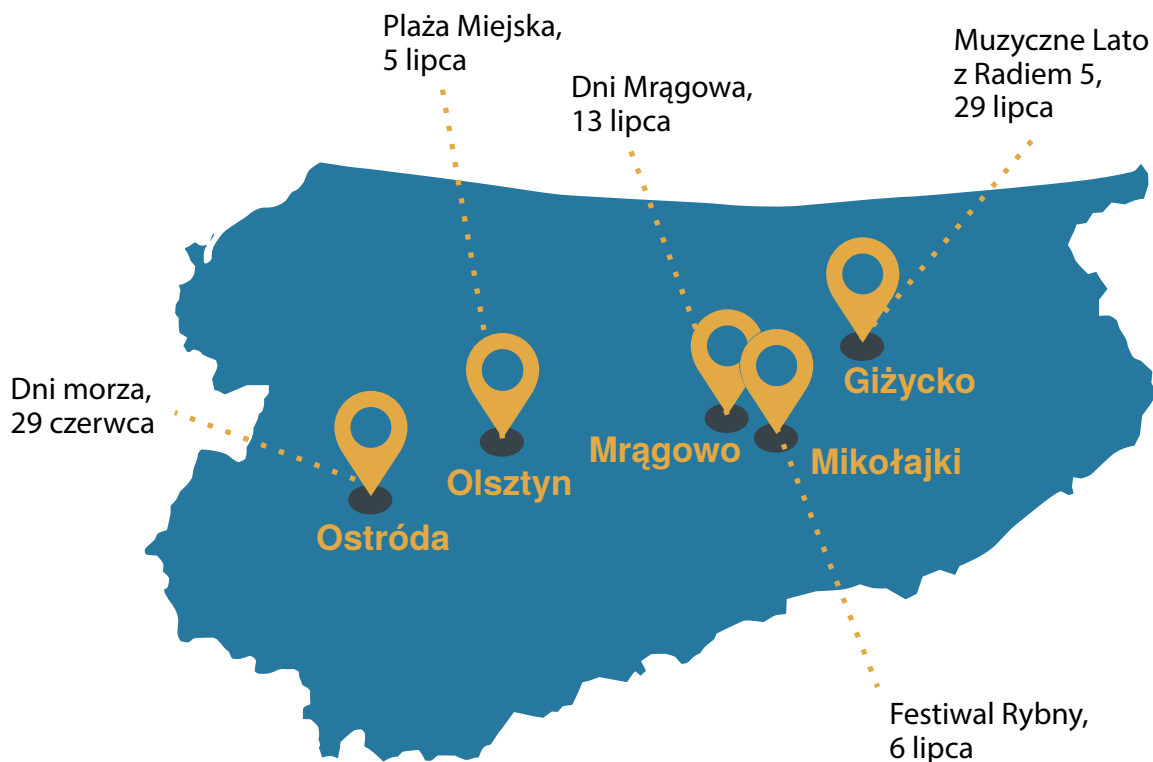 Plaża Miejska,
5 lipca
Muzyczne Lato
z Radiem 5,
29 lipca
Dni Mrągowa,
13 lipca
Giżycko
Dni morza,
29 czerwca
Mrągowo
Mikołajki
Olsztyn
Ostróda
Festiwal Rybny,
6 lipca